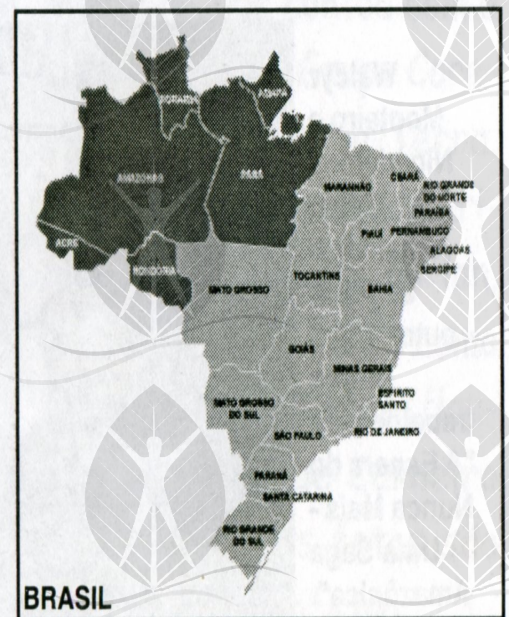 RORAIMA
AMAPÁ
AMAZONAS
PARÁ
MARANHÃO
CEARÁ
RIO GRANDE
DO NORTE
PARAÍBA
PIAUÍ
PERNAMBUCO
ACRE
ALAGOAS
RONDÔNIA
SERGIPE
MATO GROSSO
TOCANTINS
BAHIA
GOIÁS
MINAS GERAIS
ESPIRITO
SANTO
MATO GROSSO
DO SUL
SÃO PAULO
RIO DE JANEIRO
PARANÁ
SANTA CATARINA
RIO GRANDE
DO SUL
BRASIL